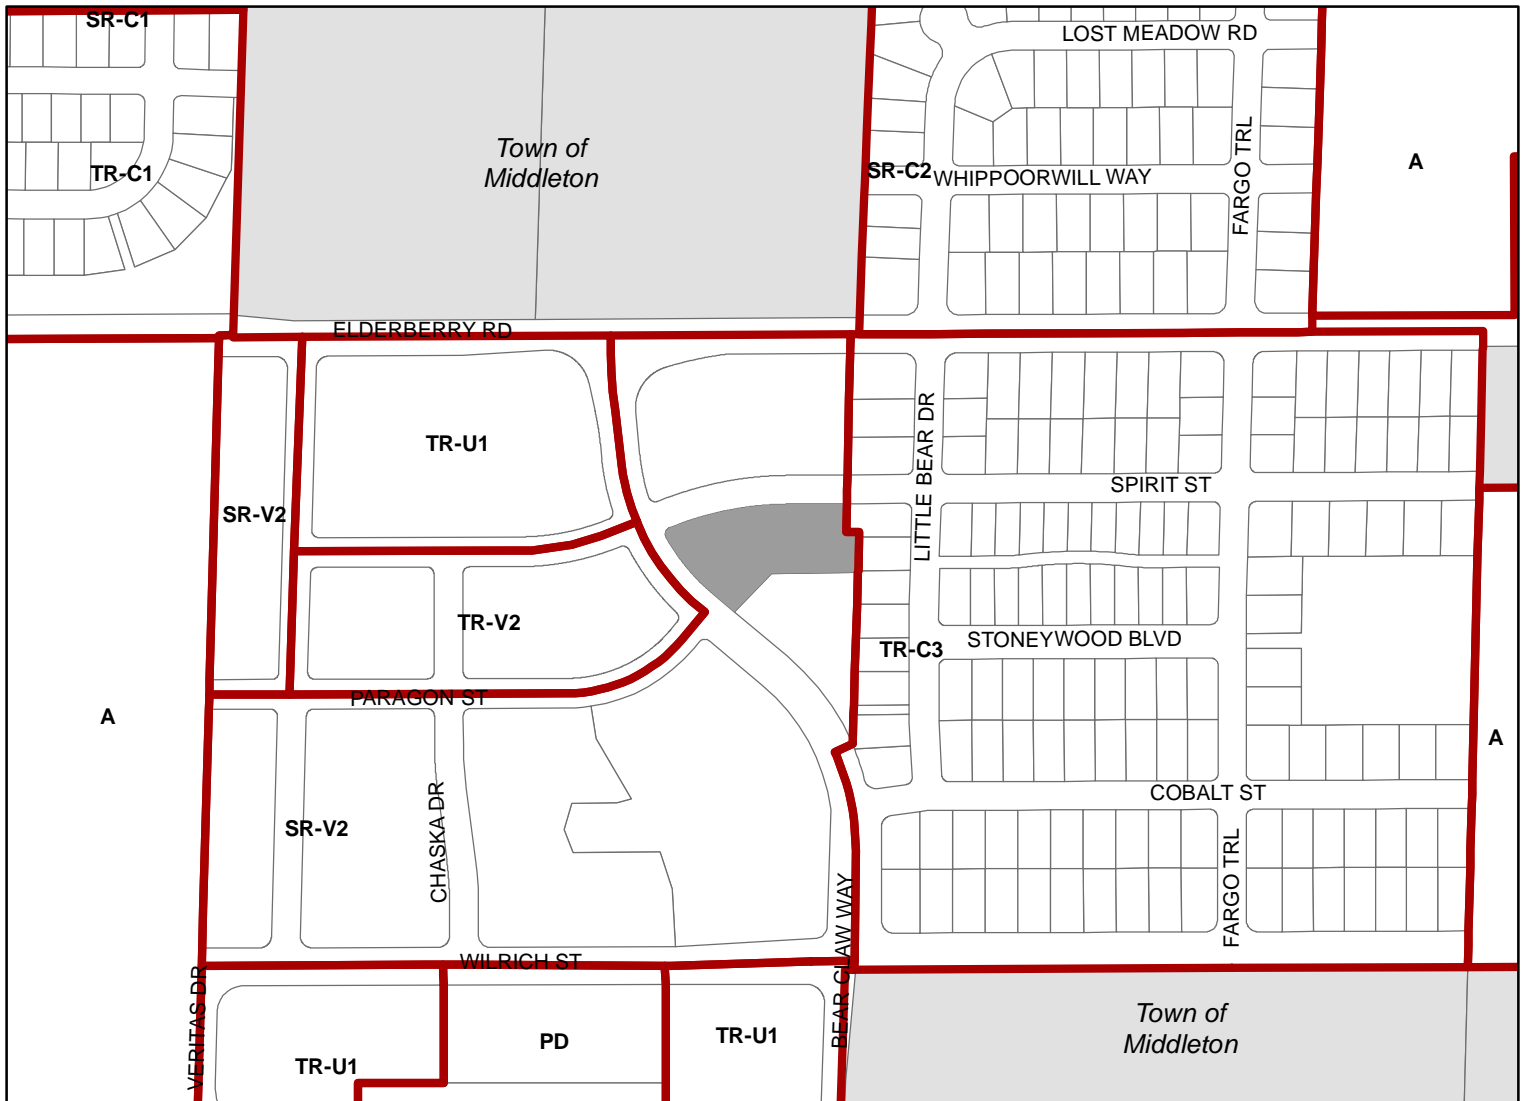 SR-C1
LOST MEADOW RD
Town of
Middleton
FARGO TRL
A
TR-C1
SR-C2
WHIPPOORWILL WAY
ELDERBERRY RD
TR-U1
LITTLE BEAR DR
SPIRIT ST
SR-V2
TR-V2
STONEYWOOD BLVD
TR-C3
PARAGON ST
A
A
COBALT ST
SR-V2
CHASKA DR
FARGO TRL
BEAR CLAW WAY
WILRICH ST
VERITAS DR
Town of
Middleton
PD
TR-U1
TR-U1